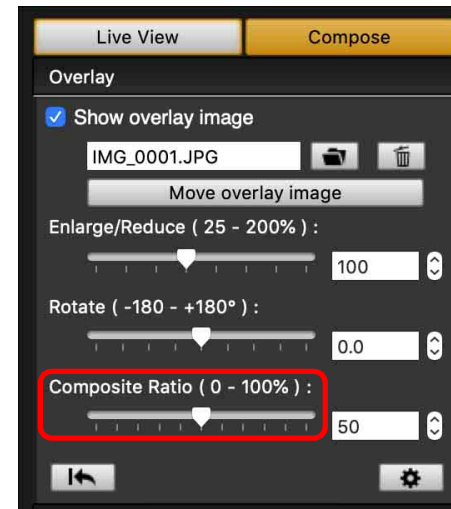 Live View Compose
Overlay
Show overlay image
IMG_0001.JPG
Move overlay image
Enlarge/Reduce ( 25 - 200% ) :
100
Rotate ( -180 - +180° ) :
0.0
Composite Ratio ( 0 - 100% ) :
50